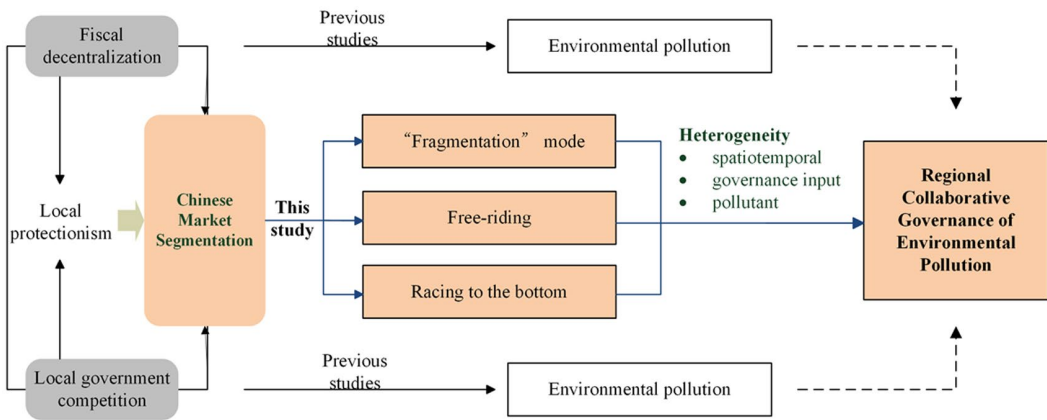 Fiscal
decentralization
Previous
studies
Environmental pollution
“Fragmentation” mode
Heterogeneity
• spatiotemporal
• governance input
• pollutant
Local
protectionism
Chinese
Market
Segmentation
This
study
Free-riding
Regional
Collaborative
Governance of
Environmental
Pollution
Racing to the bottom
Local government
competition
Previous
studies
Environmental pollution